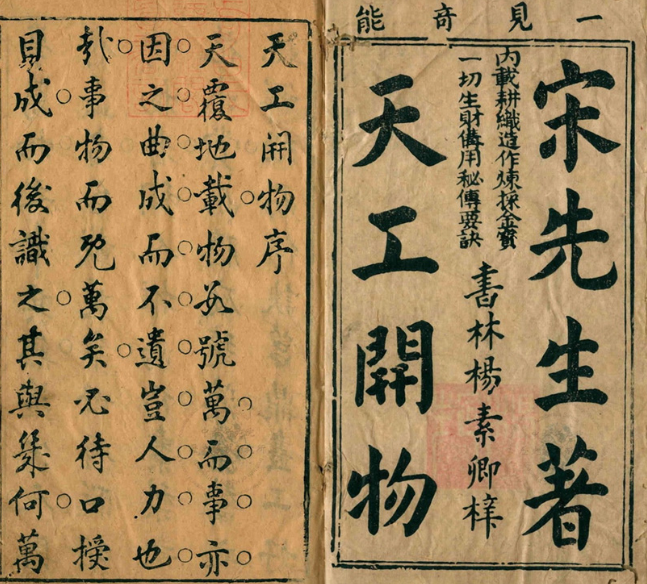 一見奇能
宋先生著
內載耕織造作煉採金寶
一切生財備用秘傳要訣
書林楊素卿梓
天工開物
天工開物序
天覆地載物数號萬而事亦
因之曲成而不遺豈人力也
㢤事物而既萬矣必待口授
目成而後識之其與幾何萬